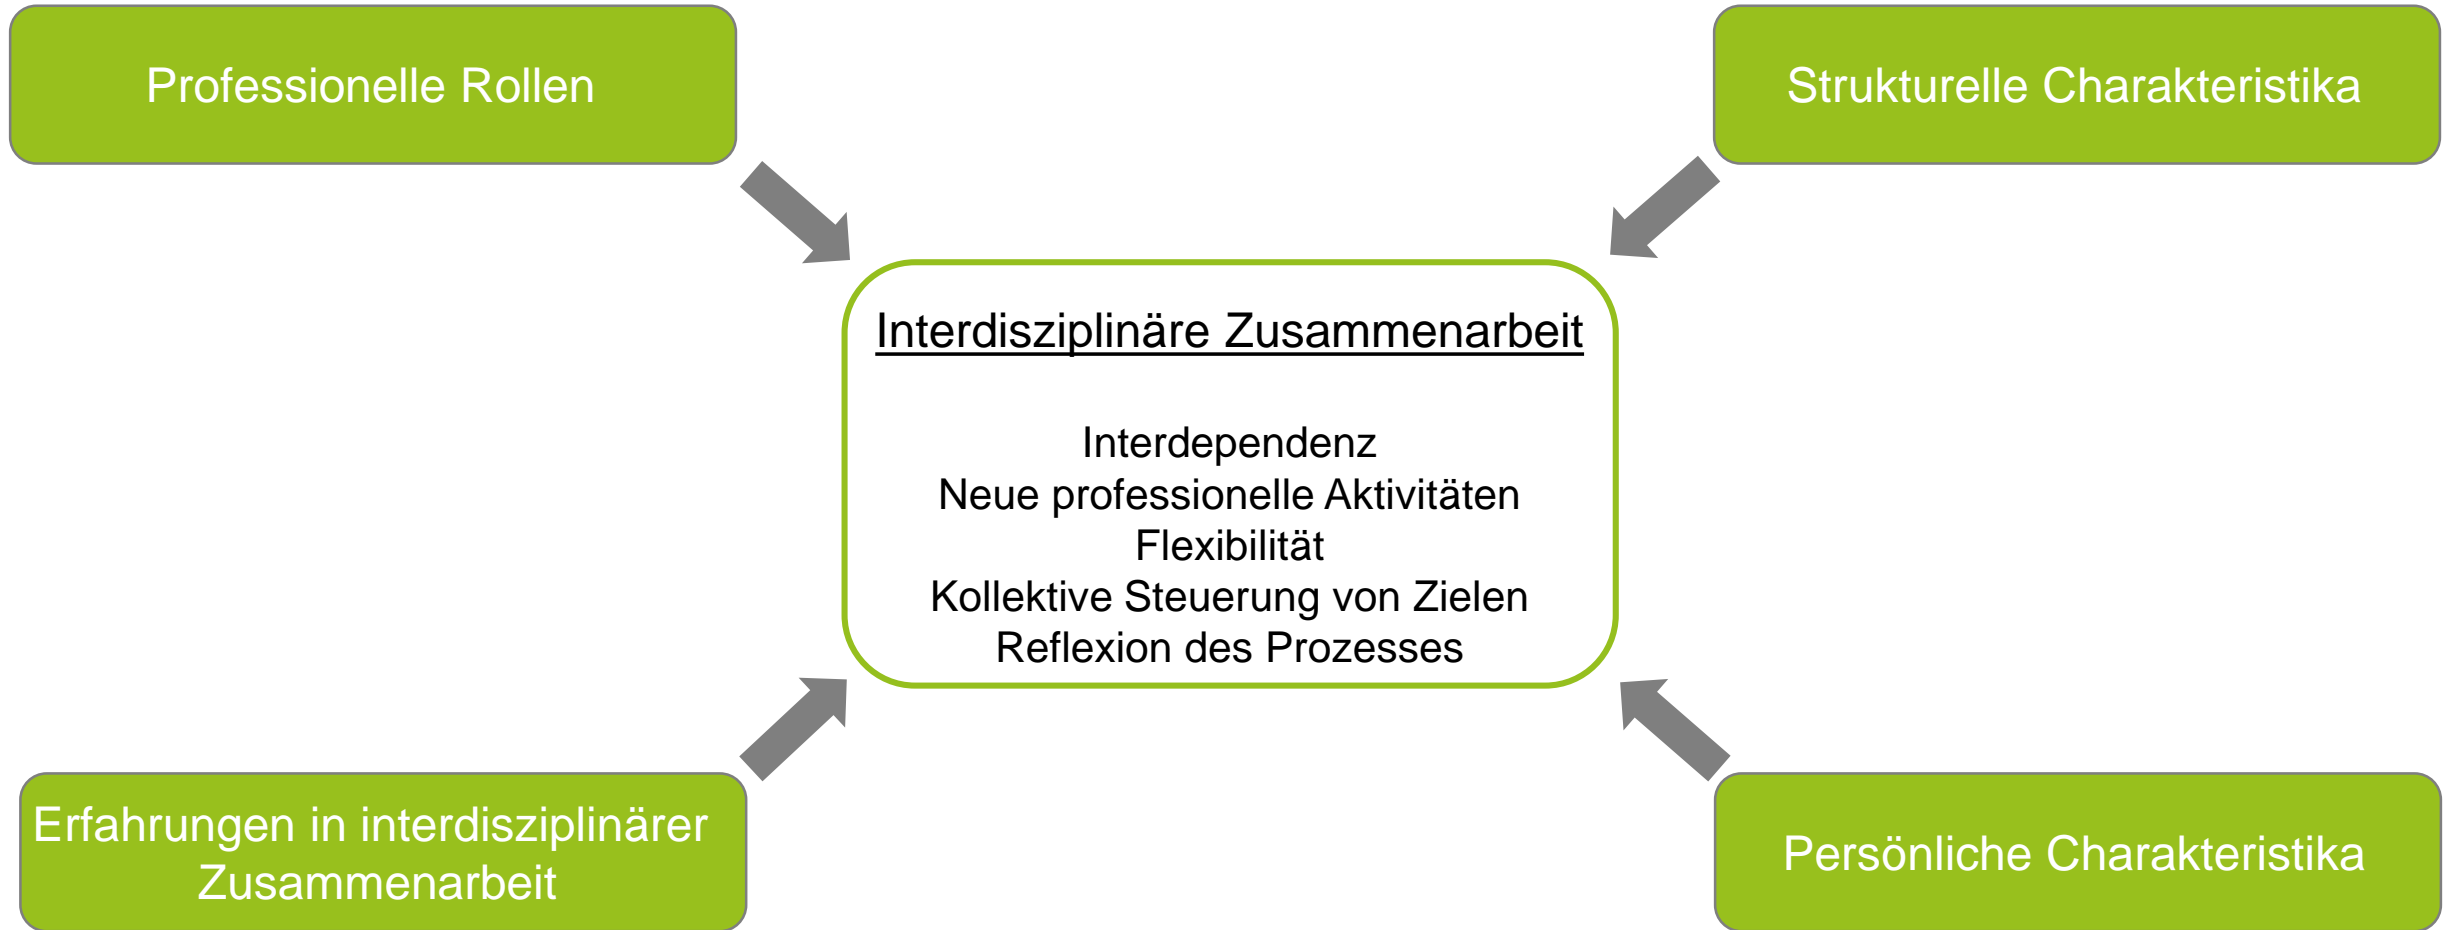 Professionelle Rollen
Strukturelle Charakteristika
Interdisziplinäre Zusammenarbeit
Interdependenz
Neue professionelle Aktivitäten
Flexibilität
Kollektive Steuerung von Zielen
Reflexion des Prozesses
Erfahrungen in interdisziplinärer
Zusammenarbeit
Persönliche Charakteristika